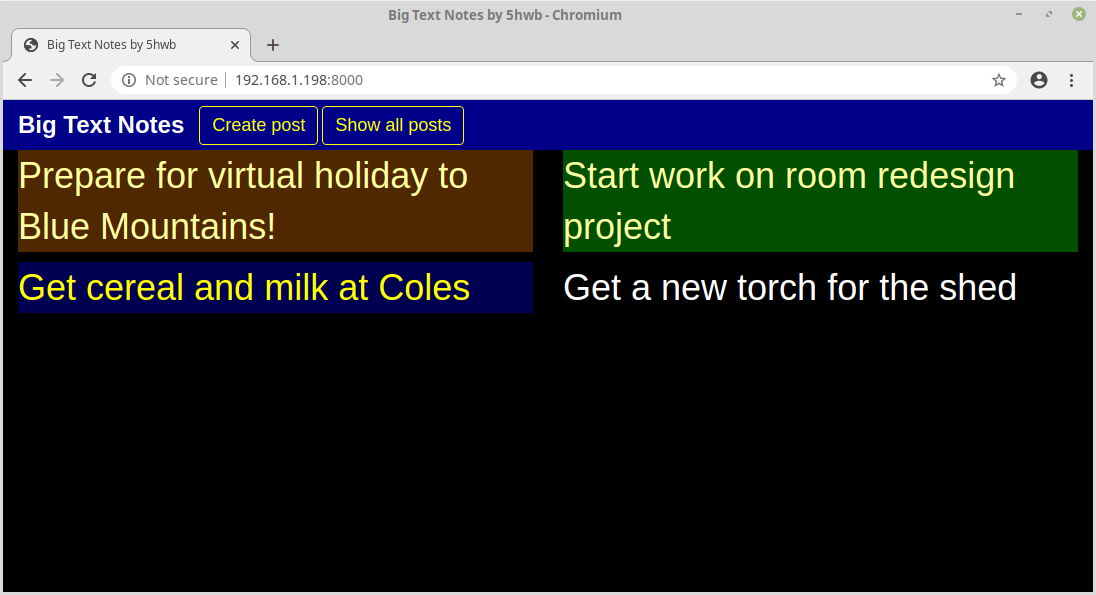 Big Text Notes by 5hwb - Chromium
Big Text Notes by 5hwb
Not secure 192.168.1.198:8000
Big Text Notes Create post Show all posts
Prepare for virtual holiday to
Blue Mountains!
Start work on room redesign
project
Get cereal and milk at Coles
Get a new torch for the shed